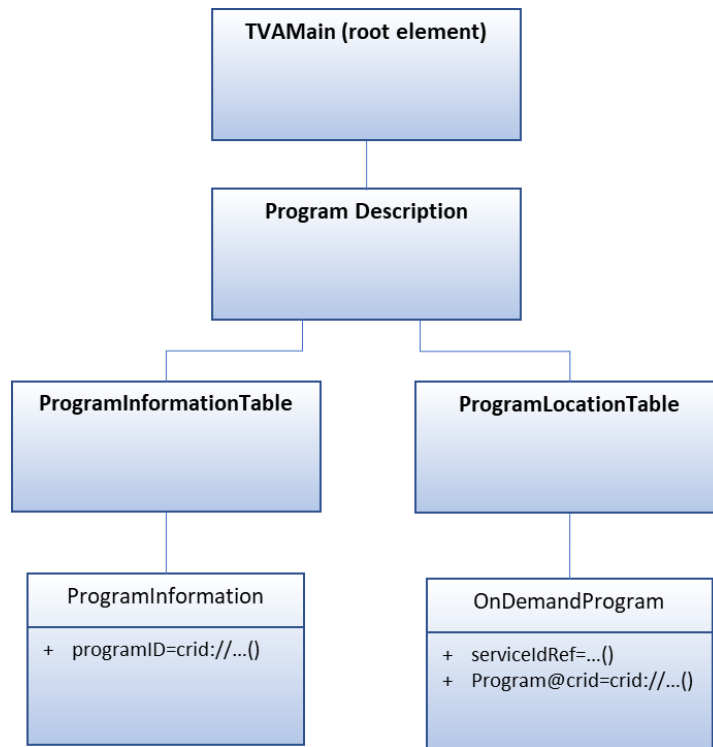 TVAMain (root element)
Program Description
ProgramInformationTable
ProgramLocationTable
ProgramInformation
+ programID=crid://...()
OnDemandProgram
+ serviceIdRef=...()
+ Program@crid=crid://...()